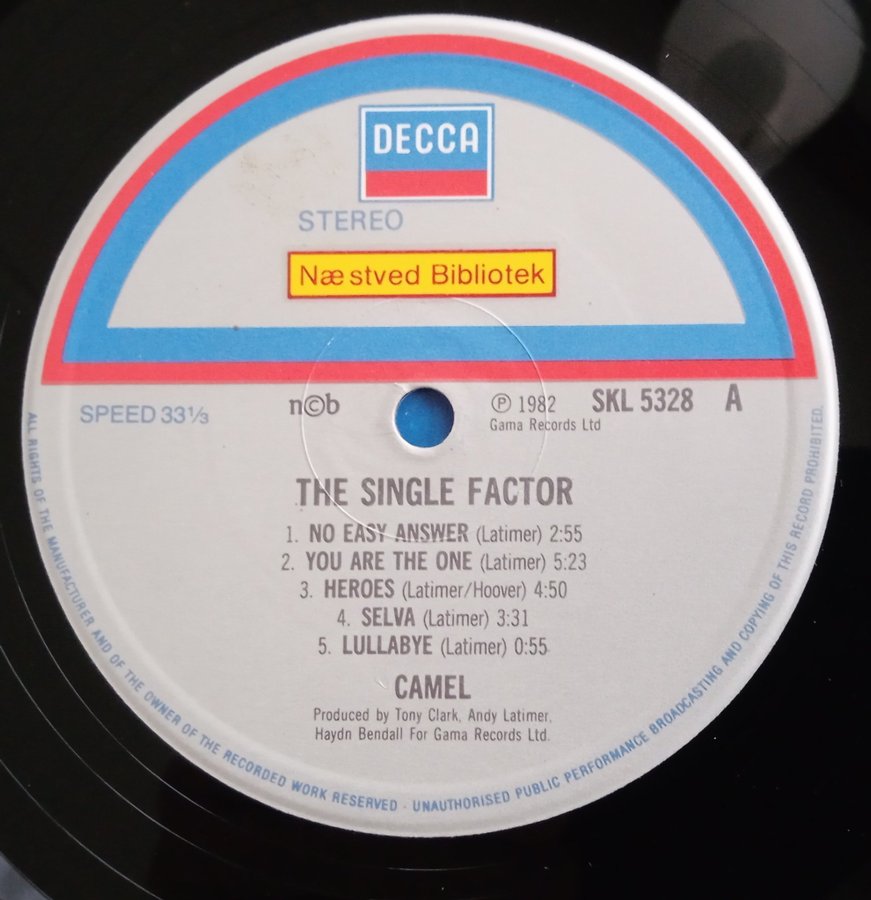 DECCA
STEREO
Næstved Bibliotek
SPEED 33⅓
n©b
℗ 1982 SKL 5328 A
Gama Records Ltd
THE SINGLE FACTOR
1. NO EASY ANSWER (Latimer) 2:55
2. YOU ARE THE ONE (Latimer) 5:23
3. HEROES (Latimer/Hoover) 4:50
4. SELVA (Latimer) 3:31
5. LULLABYE (Latimer) 0:55
CAMEL
Produced by Tony Clark, Andy Latimer,
Haydn Bendall For Gama Records Ltd.
ALL RIGHTS OF THE MANUFACTURER AND OF THE OWNER OF THE RECORDED WORK RESERVED · UNAUTHORISED PUBLIC PERFORMANCE BROADCASTING AND COPYING OF THIS RECORD PROHIBITED.